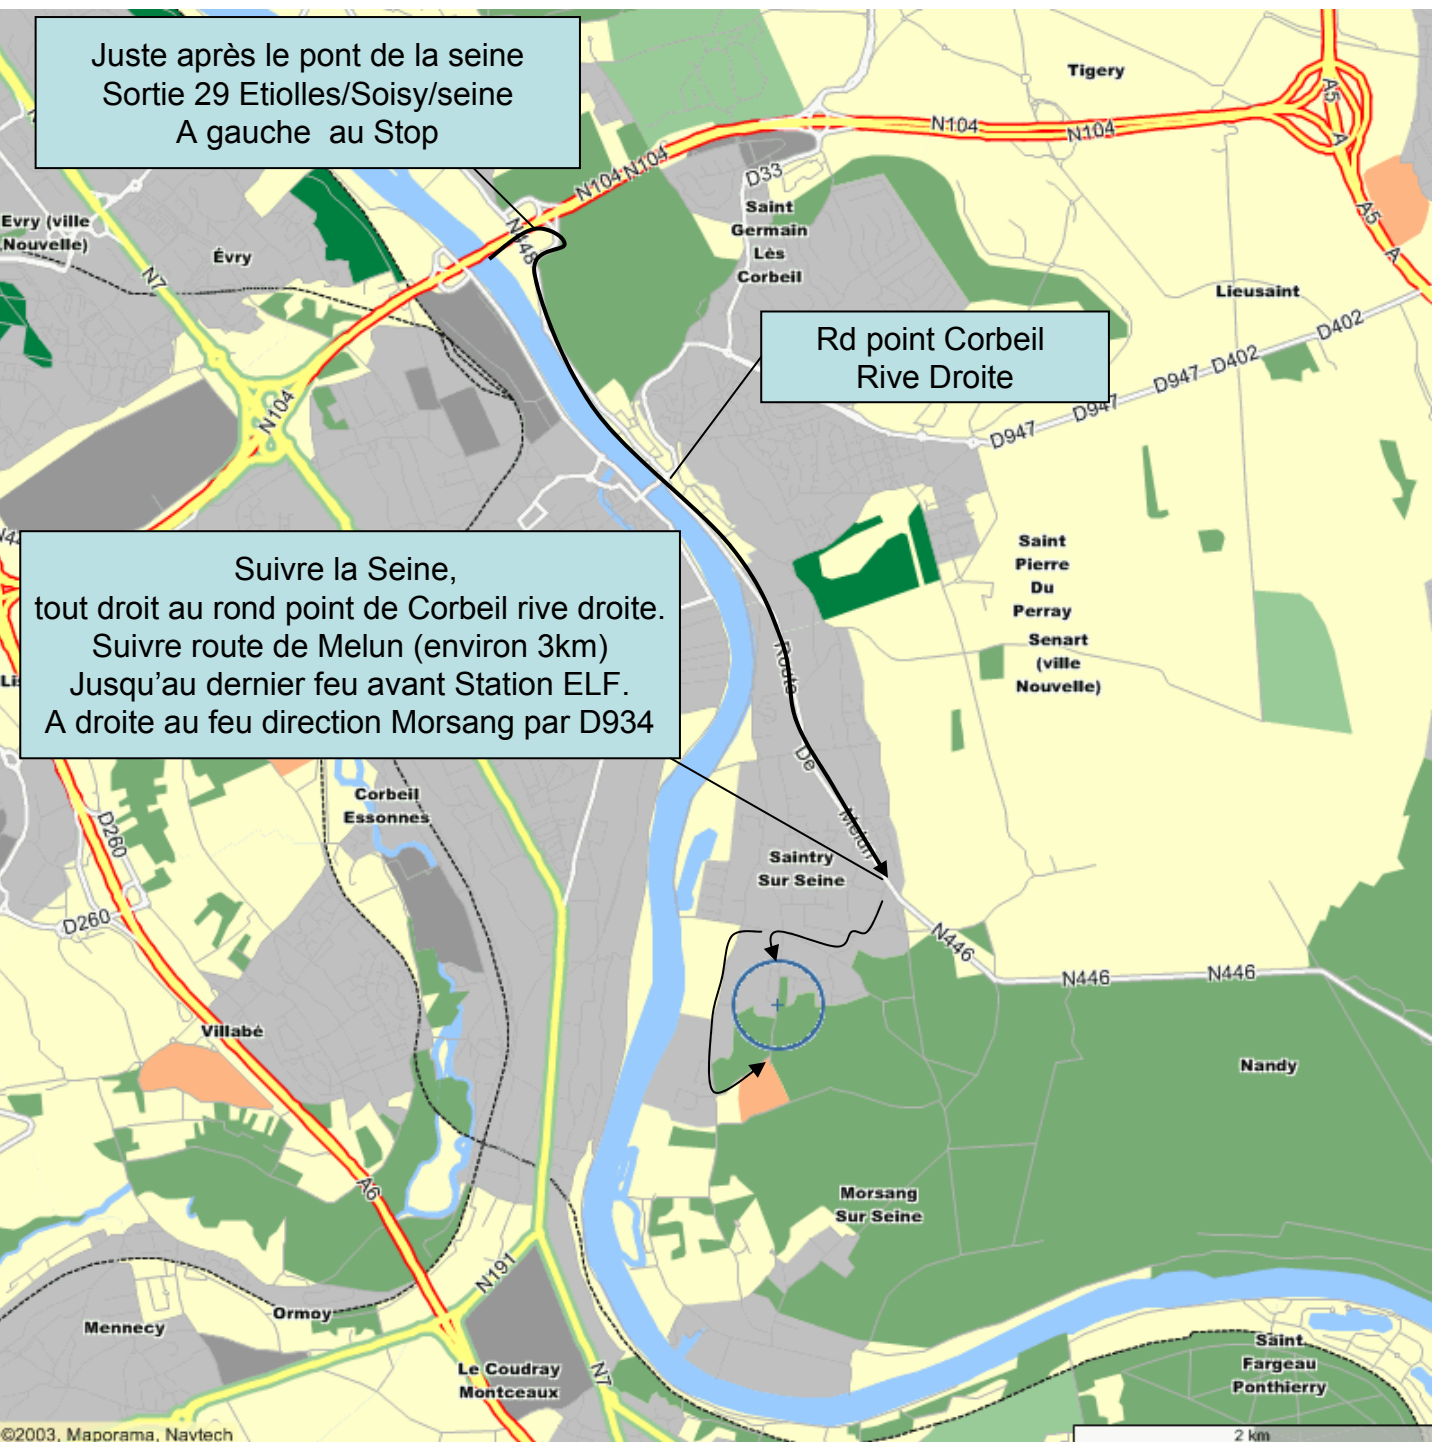 Juste après le pont de la seine
Sortie 29 Etiolles/Soisy/seine
A gauche au Stop
Tigery
A5
N104
N104
A
N104
N104
D33
A5
Evry (ville
Nouvelle)
Évry
N7
Saint
Germain
Lès
Corbeil
A
Lieusaint
Rd point Corbeil
Rive Droite
D402
D402
D947
D947
D947
N104
Suivre la Seine,
tout droit au rond point de Corbeil rive droite.
Suivre route de Melun (environ 3km)
Jusqu’au dernier feu avant Station ELF.
A droite au feu direction Morsang par D934
Saint
Pierre
Du
Perray
Senart
(ville
Nouvelle)
Route
De
Melun
Corbeil
Essonnes
D260
D260
Saintry
Sur Seine
N446
N446
N446
Villabé
Nandy
A6
Morsang
Sur Seine
N191
Ormoy
Mennecy
Le Coudray
Montceaux
N7
Saint
Fargeau
Ponthierry
©2003, Maporama, Navtech
2 km